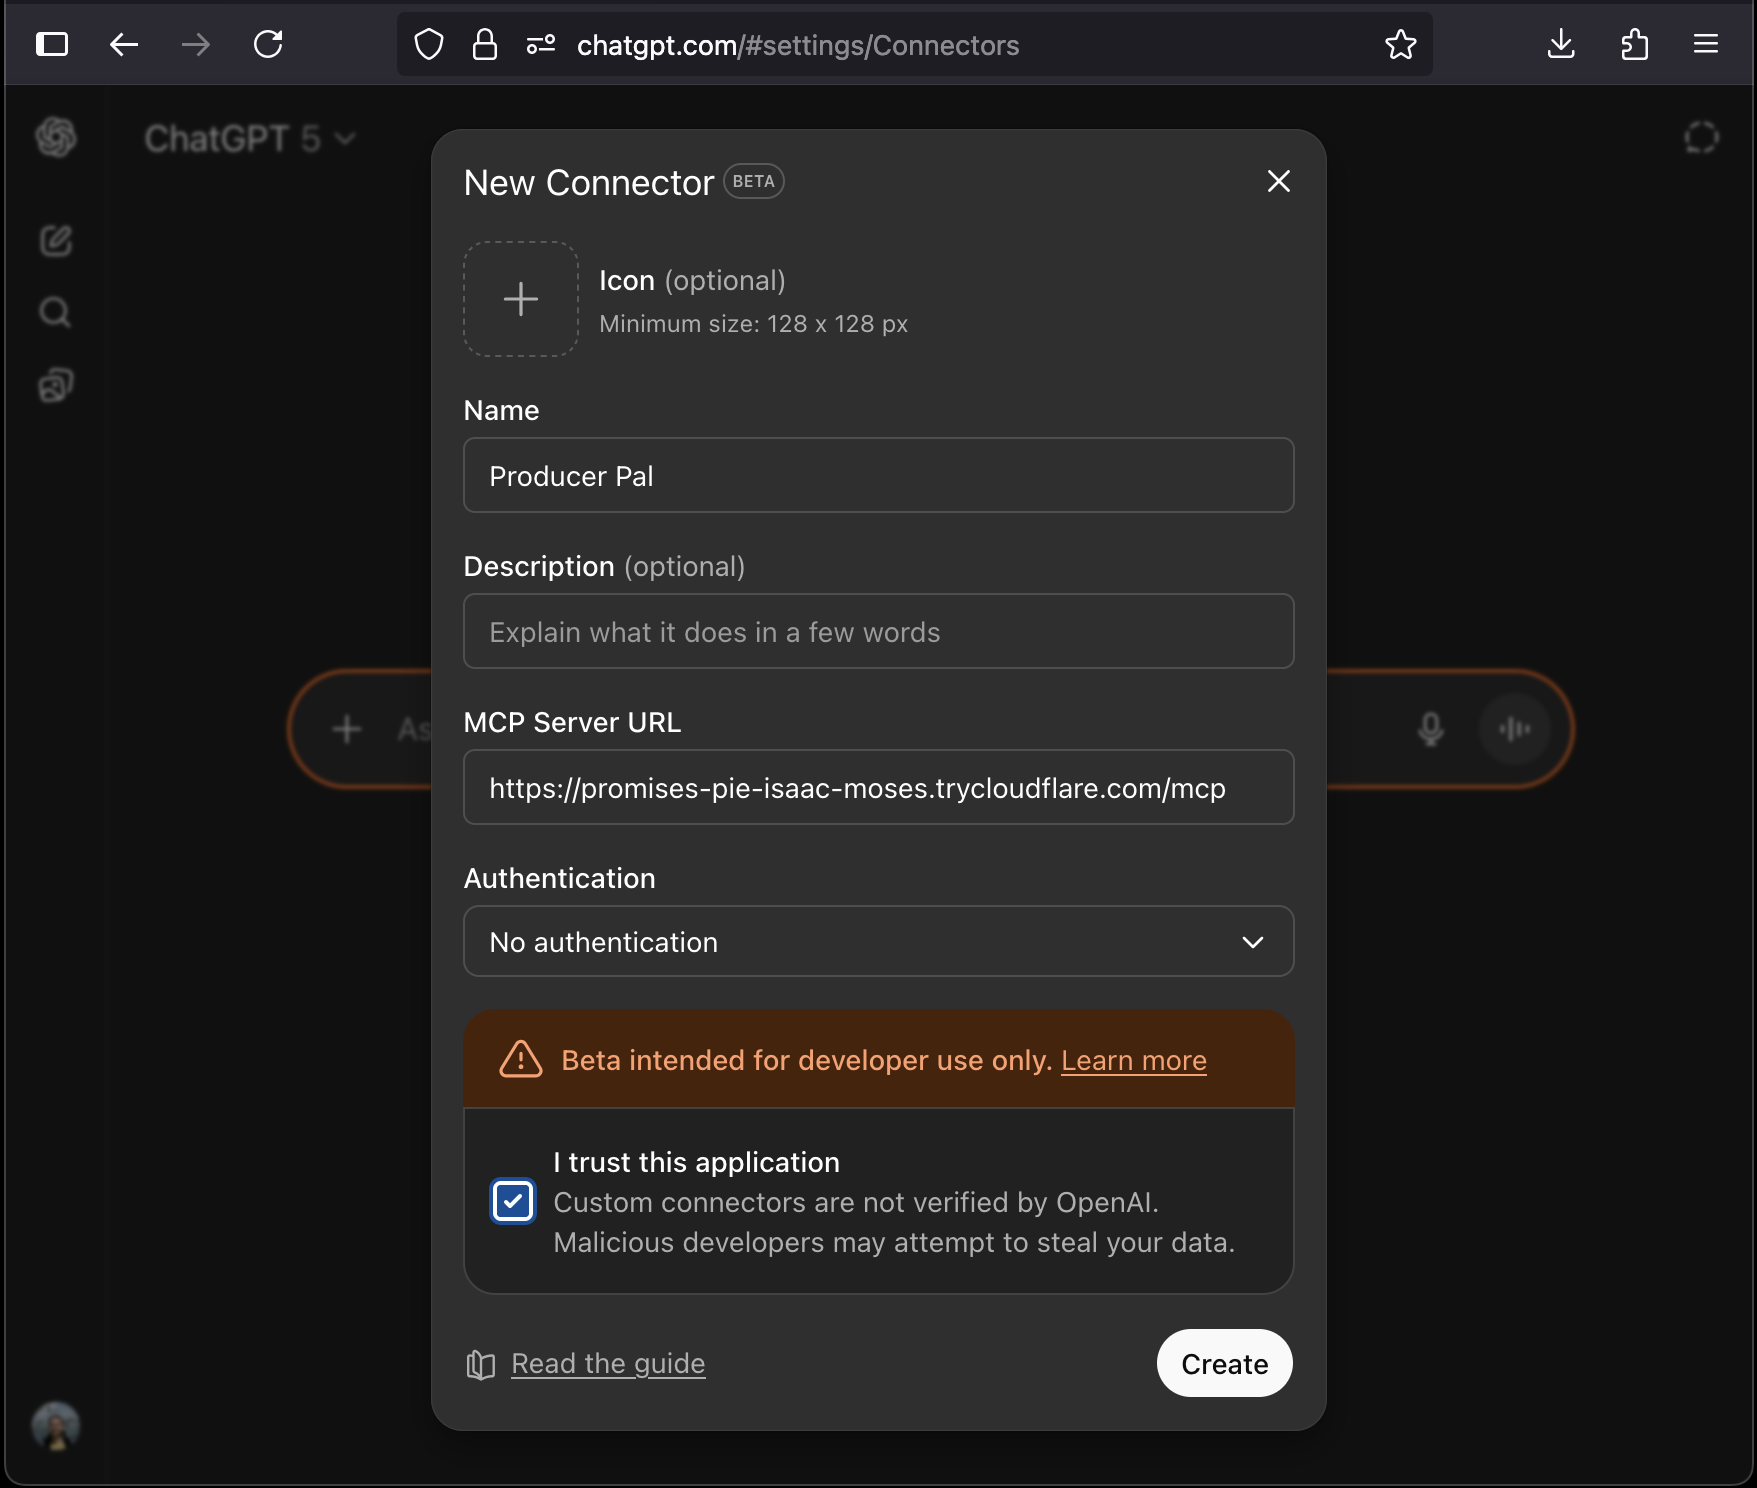 chatgpt.com/#settings/Connectors
ChatGPT 5
New Connector BETA
Icon (optional)
Minimum size: 128 x 128 px
Name
Producer Pal
Description (optional)
Explain what it does in a few words
MCP Server URL
As
https://promises-pie-isaac-moses.trycloudflare.com/mcp
Authentication
No authentication
Beta intended for developer use only. Learn more
I trust this application
Custom connectors are not verified by OpenAI.
Malicious developers may attempt to steal your data.
Read the guide
Create